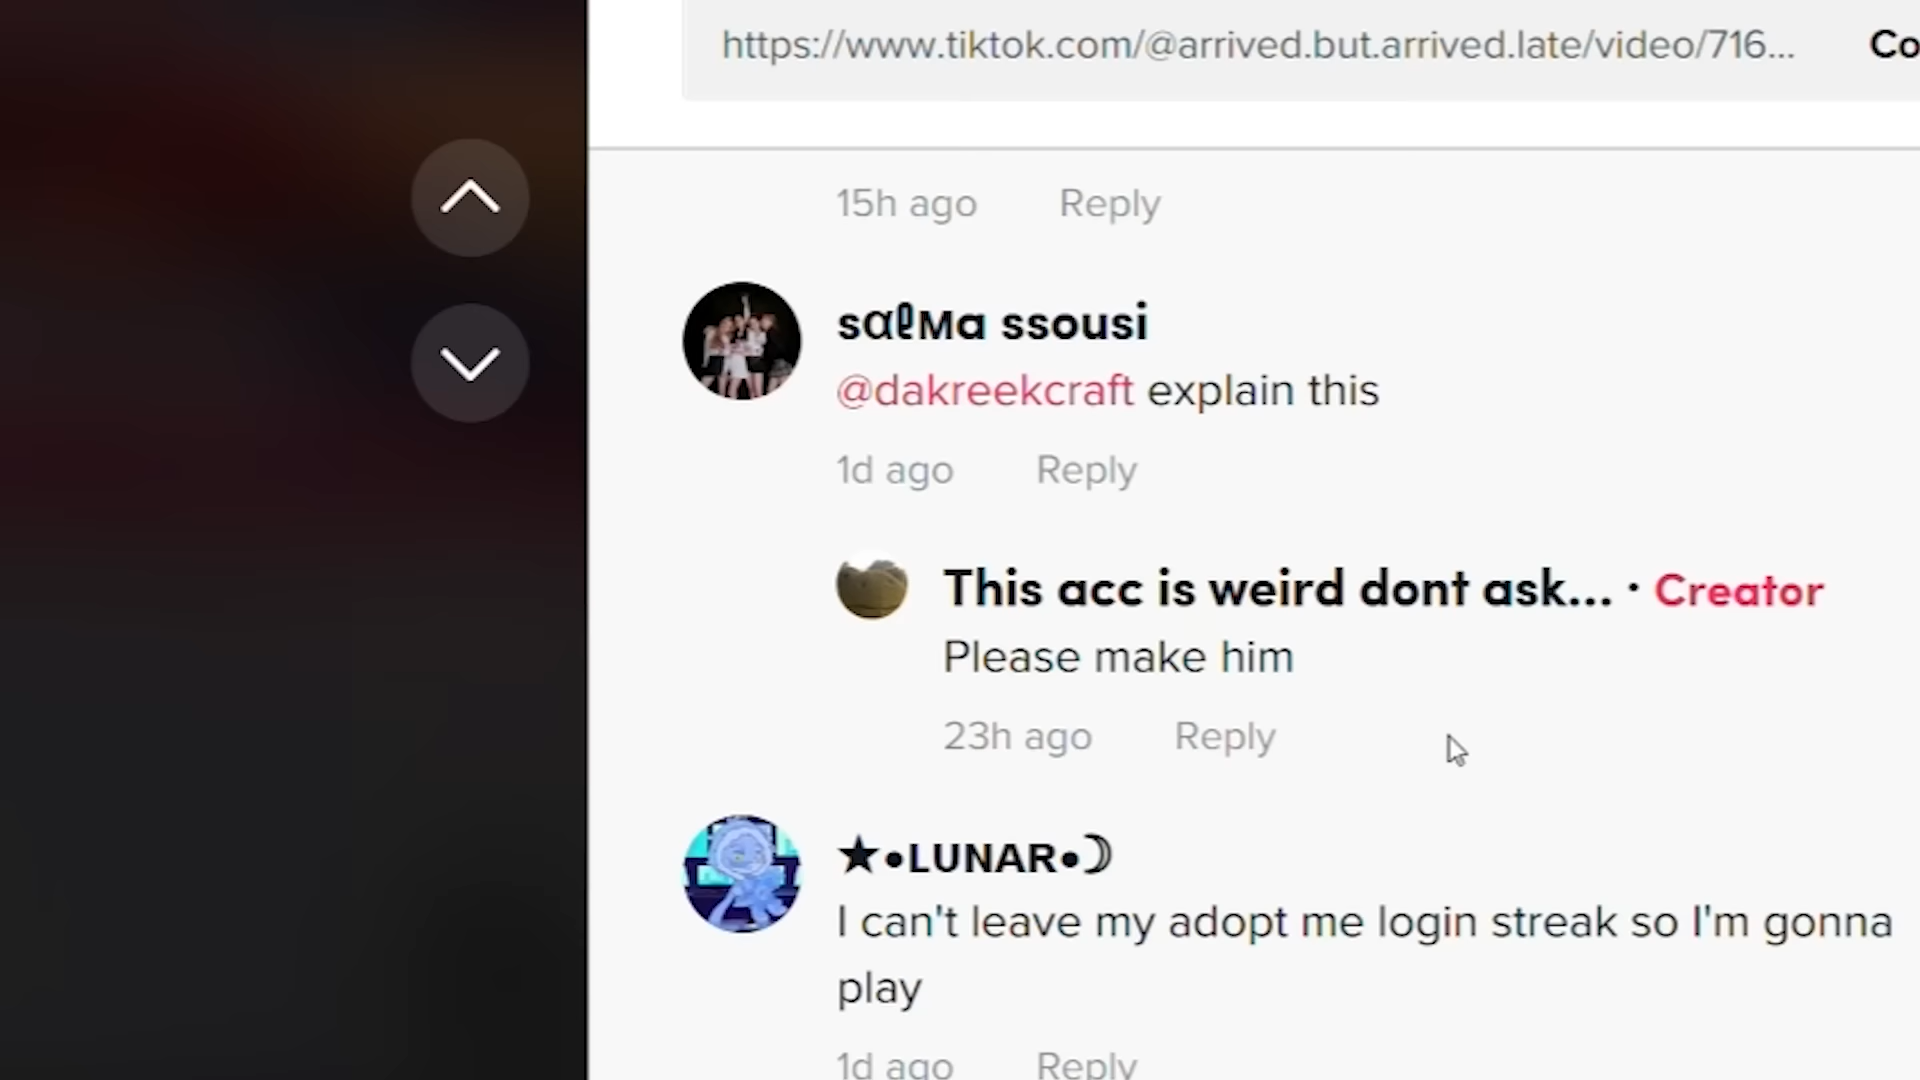 https://www.tiktok.com/@arrived.but.arrived.late/video/716... Co
15h ago Reply
sαℓмa ssousi
@dakreekcraft explain this
1d ago Reply
This acc is weird dont ask... · Creator
Please make him
23h ago Reply
★•LUNAR•☽
I can't leave my adopt me login streak so I'm gonna
play
1d ago Reply